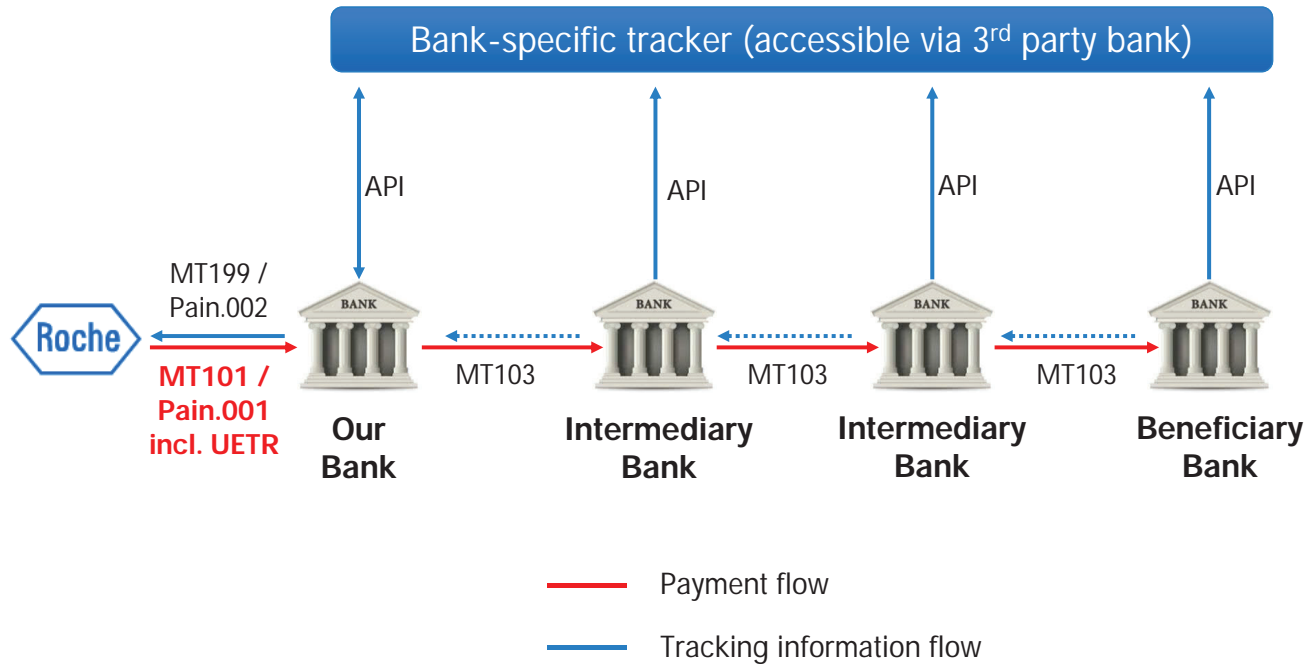 Bank-specific tracker (accessible via 3rd party bank)
API
API
API
API
MT199 /
Pain.002
BANK
BANK
BANK
BANK
Roche
MT103
MT103
MT103
MT101 /
Pain.001
incl. UETR
Our
Bank
Intermediary
Bank
Intermediary
Bank
Beneficiary
Bank
Payment flow
Tracking information flow